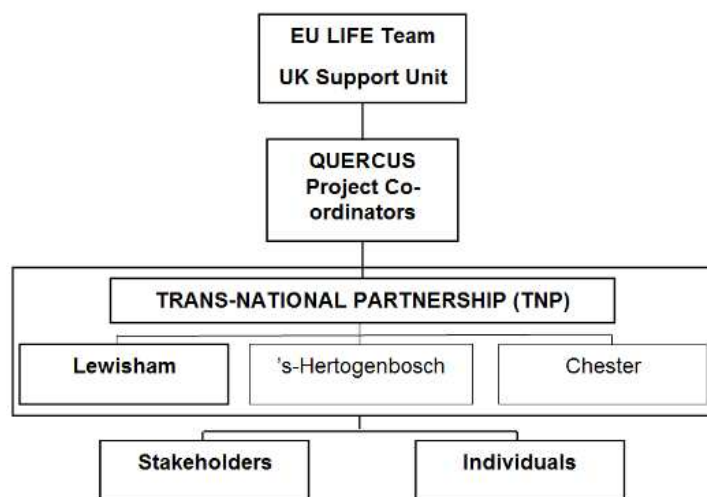 EU LIFE Team
UK Support Unit
QUERCUS
Project Co-
ordinators
TRANS-NATIONAL PARTNERSHIP (TNP)
Lewisham
's-Hertogenbosch
Chester
Stakeholders
Individuals